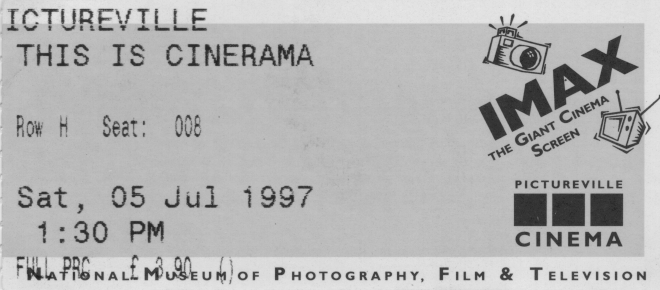 ICTUREVILLE
THIS IS CINERAMA
Row H Seat: 008
Sat, 05 Jul 1997
1:30 PM
FULL PRC £ 3.90 ()
NATIONAL MUSEUM OF PHOTOGRAPHY, FILM & TELEVISION
IMAX
THE GIANT CINEMA
SCREEN
PICTUREVILLE
CINEMA